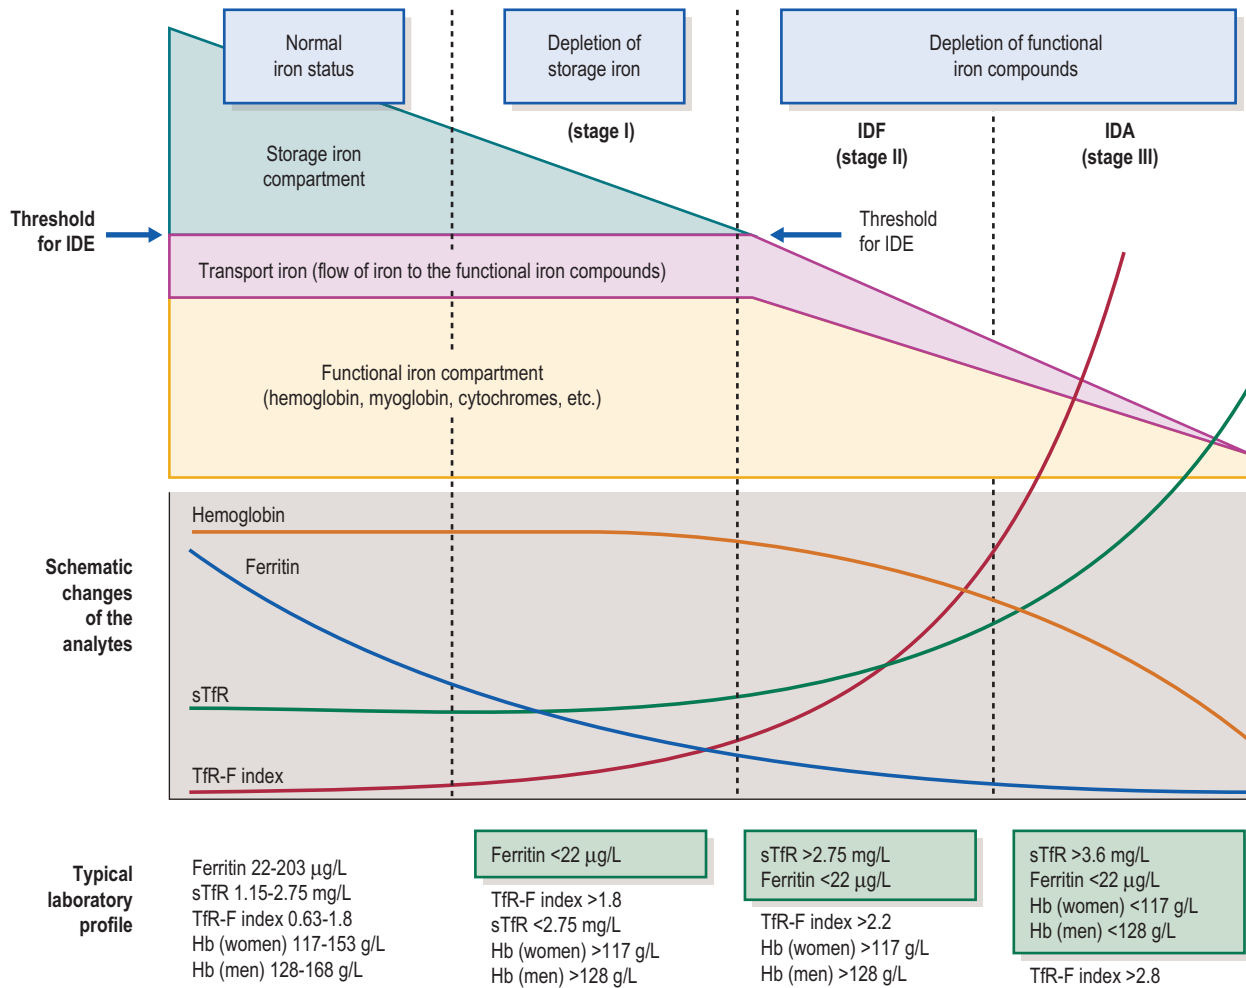 Normal
iron status
Depletion of
storage iron
Depletion of functional
iron compounds
(stage I)
IDF
(stage II)
IDA
(stage III)
Storage iron
compartment
Threshold
for IDE
Threshold
for IDE
Transport iron (flow of iron to the functional iron compounds)
Functional iron compartment
(hemoglobin, myoglobin, cytochromes, etc.)
Hemoglobin
Ferritin
Schematic
changes
of the
analytes
sTfR
TfR-F index
Typical
laboratory
profile
Ferritin 22-203 μg/L
sTfR 1.15-2.75 mg/L
TfR-F index 0.63-1.8
Hb (women) 117-153 g/L
Hb (men) 128-168 g/L
Ferritin <22 μg/L
TfR-F index >1.8
sTfR <2.75 mg/L
Hb (women) >117 g/L
Hb (men) >128 g/L
sTfR >2.75 mg/L
Ferritin <22 μg/L
TfR-F index >2.2
Hb (women) >117 g/L
Hb (men) >128 g/L
sTfR >3.6 mg/L
Ferritin <22 μg/L
Hb (women) <117 g/L
Hb (men) <128 g/L
TfR-F index >2.8